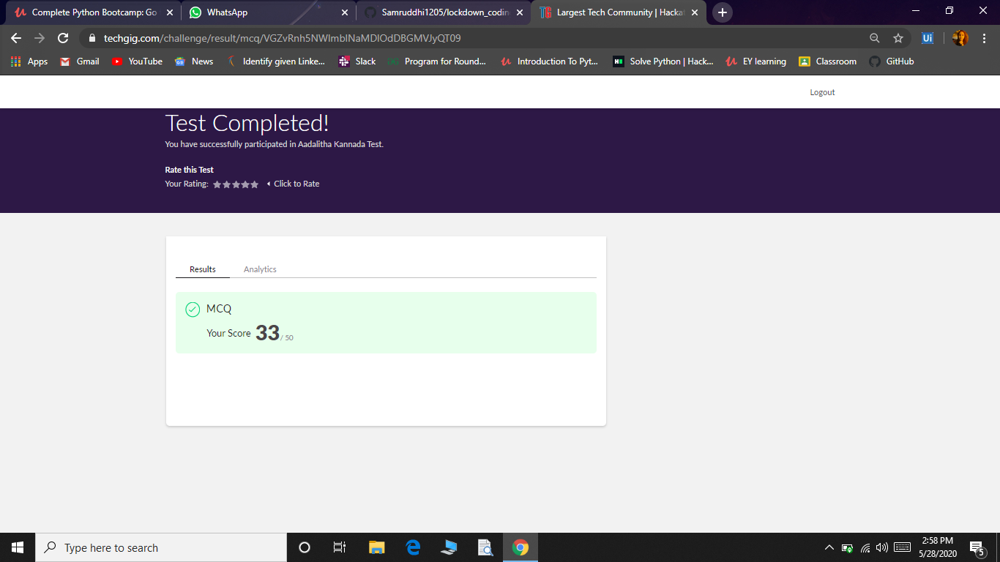 Complete Python Bootcamp: Go
WhatsApp
Samruddhi1205/lockdown_codin
Largest Tech Community | Hacka
techgig.com/challenge/result/mcq/
Apps
Gmail
YouTube
News
Identify given Linke...
Slack
Program for Round...
Introduction To Pyt...
Solve Python | Hack...
EY learning
Classroom
GitHub
Logout
Test Completed!
You have successfully participated in Aadalitha Kannada Test.
Rate this Test
Your Rating:
Click to Rate
Results
Analytics
MCQ
Your Score 33 / 50
Type here to search
2:58 PM
5/28/2020
5